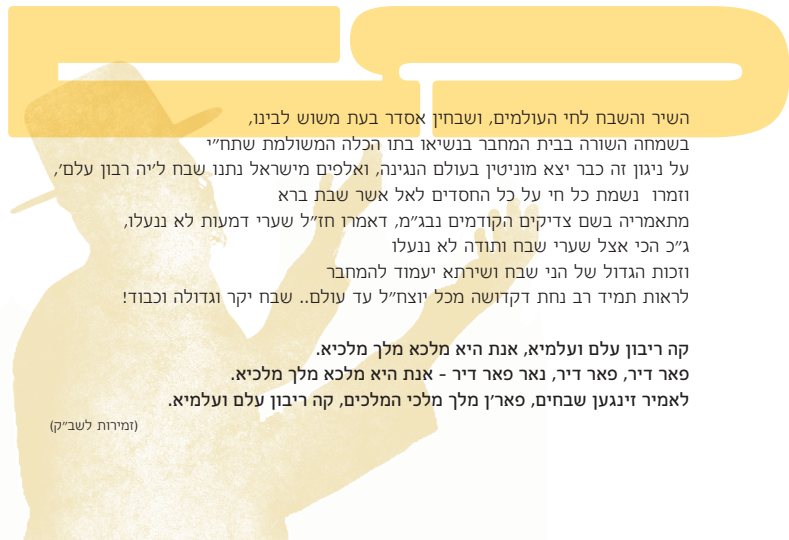 השיר והשבח לחי העולמים, ושבחין אסדר בעת משוש לבינו,
בשמחה השורה בבית המחבר בנשיאו בתו הכלה המשולמת שתח״י
על ניגון זה כבר יצא מוניטין בעולם הנגינה, ואלפים מישראל נתנו שבח ל׳יה רבון עלם׳,
וזמרו נשמת כל חי על כל החסדים לאל אשר שבת ברא
מתאמריה בשם צדיקים הקודמים נבג״מ, דאמרו חז״ל שערי דמעות לא ננעלו,
ג״כ הכי אצל שערי שבח ותודה לא ננעלו
וזכות הגדול של הני שבח ושירתא יעמוד להמחבר
לראות תמיד רב נחת דקדושה מכל יוצח״ל עד עולם.. שבח יקר וגדולה וכבוד!
קה ריבון עלם ועלמיא, אנת היא מלכא מלך מלכיא.
פאר דיר, פאר דיר, נאר פאר דיר - אנת היא מלכא מלך מלכיא.
לאמיר זינגען שבחים, פאר׳ן מלך מלכי המלכים, קה ריבון עלם ועלמיא.
(זמירות לשב״ק)